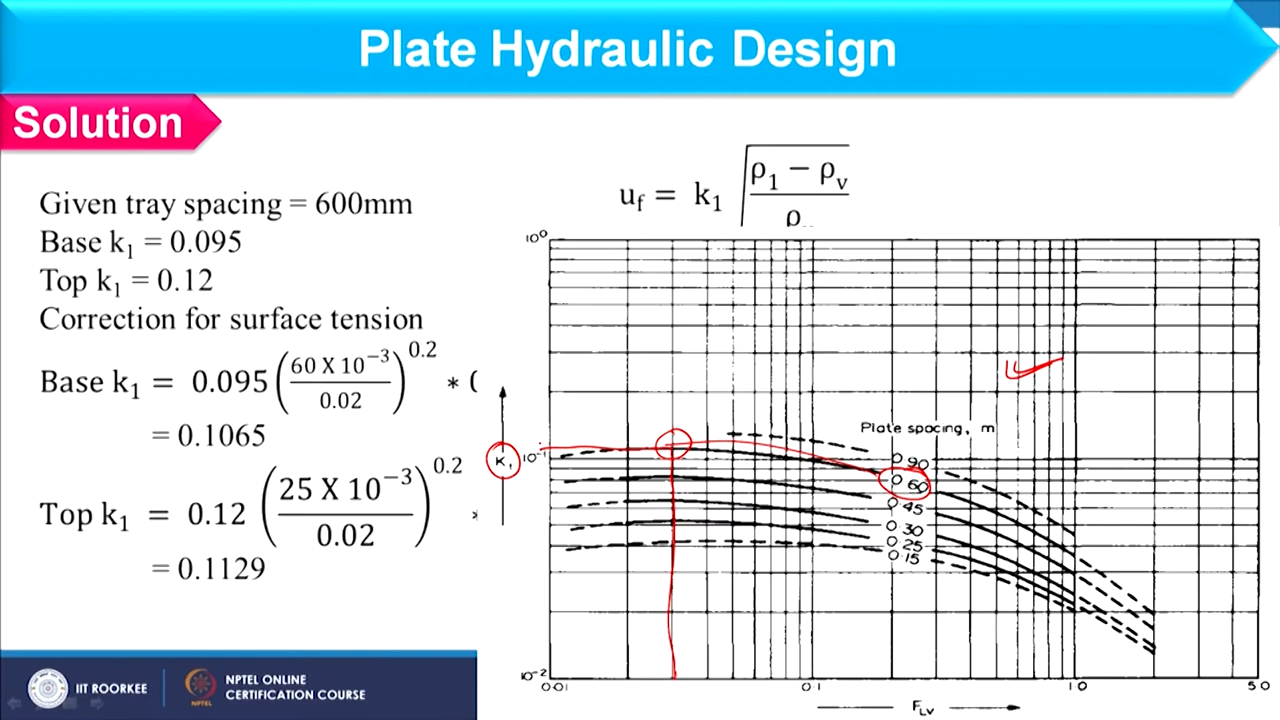 Plate Hydraulic Design
Solution
Given tray spacing = 600mm
Base k₁ = 0.095
Top k₁ = 0.12
Correction for surface tension
Base k₁ = 0.095 (60 X 10⁻³ / 0.02)^0.2 * (
= 0.1065
Top k₁ = 0.12 (25 X 10⁻³ / 0.02)^0.2 *
= 0.1129
u_f = k₁ √(ρ₁ − ρ_v / ρ
10⁰
K₁ 10⁻¹
10⁻²
Plate spacing, m
0·90
0·60
0·45
0·30
0·25
0·15
0·01 0·1 1·0 5·0
F_LV
IIT ROORKEE
NPTEL
NPTEL ONLINE
CERTIFICATION COURSE